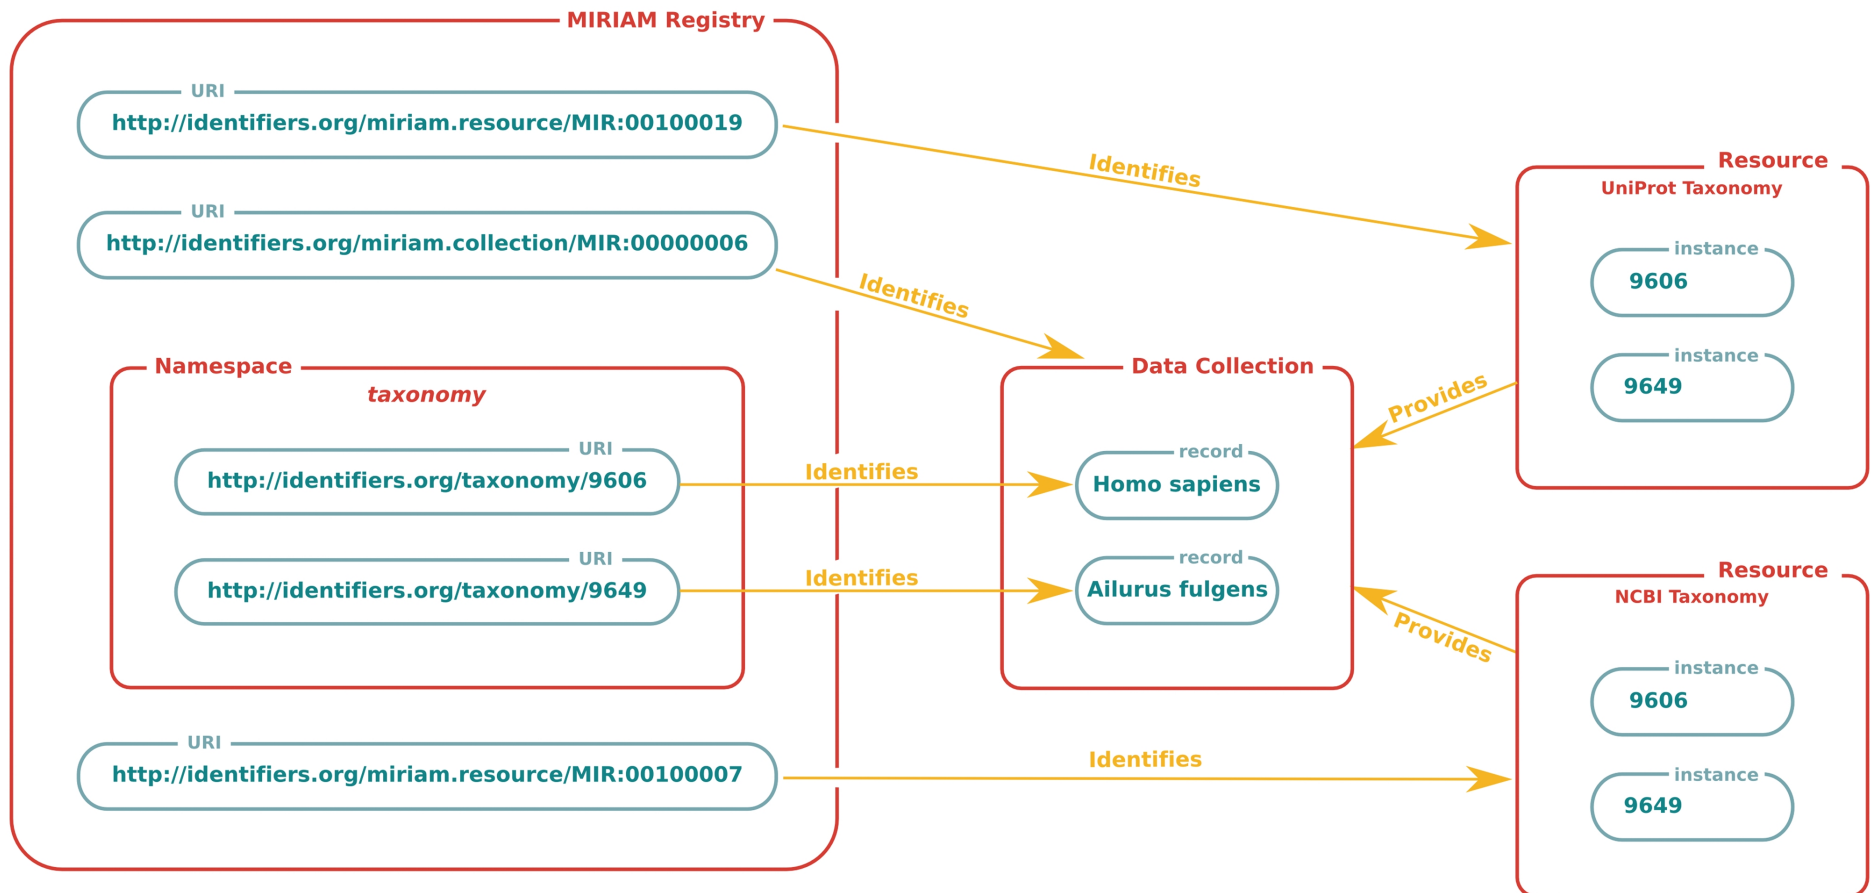 MIRIAM Registry
URI
http://identifiers.org/miriam.resource/MIR:00100019
URI
http://identifiers.org/miriam.collection/MIR:00000006
Namespace
taxonomy
URI
http://identifiers.org/taxonomy/9606
URI
http://identifiers.org/taxonomy/9649
URI
http://identifiers.org/miriam.resource/MIR:00100007
Identifies
Identifies
Identifies
Identifies
Identifies
Data Collection
record
Homo sapiens
record
Ailurus fulgens
Provides
Provides
Resource
UniProt Taxonomy
instance
9606
instance
9649
Resource
NCBI Taxonomy
instance
9606
instance
9649